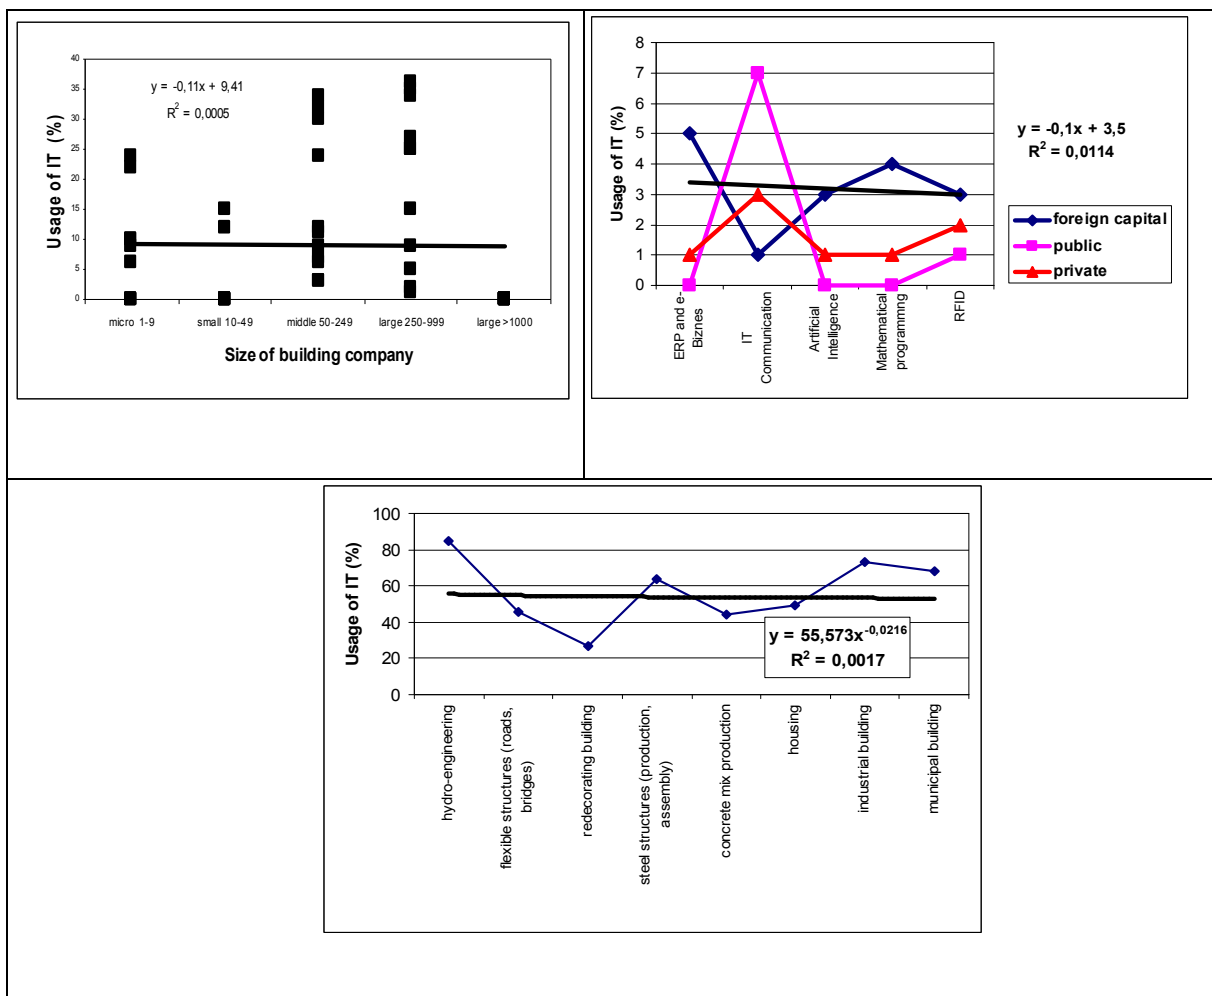 40
35
30
25
20
15
10
5
0
Usage of IT (%)
y = -0,11x + 9,41
R² = 0,0005
micro 1-9
small 10-49
middle 50-249
large 250-999
large >1000
Size of building company
8
7
6
5
4
3
2
1
0
Usage of IT (%)
ERP and e-
Biznes
IT
Communication
Artificial
Intelligence
Mathematical
programmng
RFID
y = -0,1x + 3,5
R² = 0,0114
foreign capital
public
private
100
80
60
40
20
0
Usage of IT (%)
y = 55,573x^-0,0216
R² = 0,0017
hydro-engineering
flexible structures (roads,
bridges)
redecorating building
steel structures (production,
assembly)
concrete mix production
housing
industrial building
municipal building